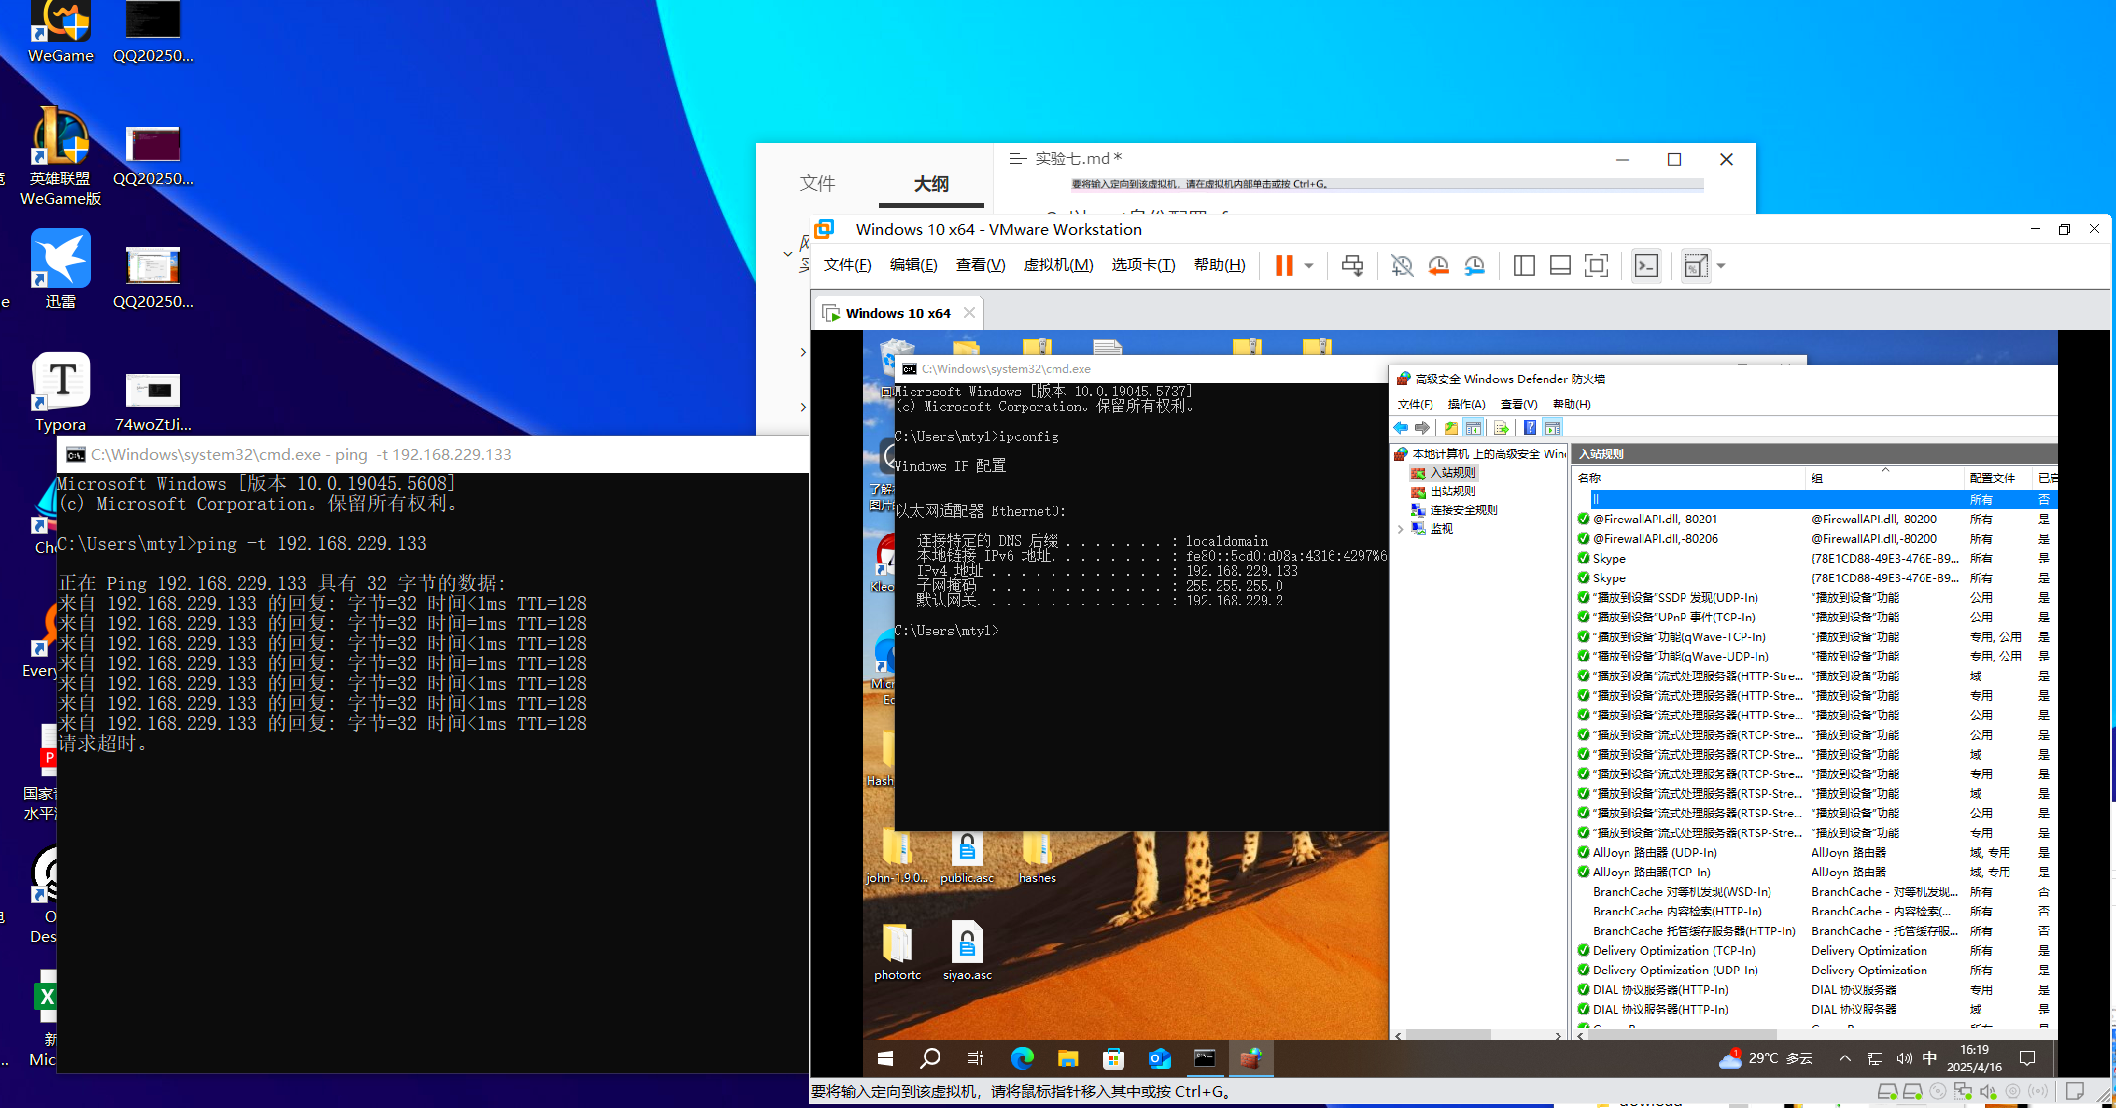 WeGame
QQ20250...
英雄联盟
WeGame版
QQ20250...
迅雷
QQ20250...
Typora
74woZtJi...
文件
大纲
实验七.md*
要将输入定向到该虚拟机，请在虚拟机内部单击或按 Ctrl+G。
Windows 10 x64 - VMware Workstation
文件(F) 编辑(E) 查看(V) 虚拟机(M) 选项卡(T) 帮助(H)
Windows 10 x64
C:\Windows\system32\cmd.exe - ping -t 192.168.229.133
Microsoft Windows [版本 10.0.19045.5608]
(c) Microsoft Corporation。保留所有权利。
C:\Users\mtyl>ping -t 192.168.229.133
正在 Ping 192.168.229.133 具有 32 字节的数据:
来自 192.168.229.133 的回复: 字节=32 时间<1ms TTL=128
来自 192.168.229.133 的回复: 字节=32 时间=1ms TTL=128
来自 192.168.229.133 的回复: 字节=32 时间<1ms TTL=128
来自 192.168.229.133 的回复: 字节=32 时间=1ms TTL=128
来自 192.168.229.133 的回复: 字节=32 时间<1ms TTL=128
来自 192.168.229.133 的回复: 字节=32 时间<1ms TTL=128
来自 192.168.229.133 的回复: 字节=32 时间<1ms TTL=128
请求超时。
C:\Windows\system32\cmd.exe
Microsoft Windows [版本 10.0.19045.5737]
(c) Microsoft Corporation。保留所有权利。
C:\Users\mtyl>ipconfig
Windows IP 配置
以太网适配器 Ethernet0:
连接特定的 DNS 后缀 . . . . . . . : localdomain
本地链接 IPv6 地址. . . . . . . . : fe80::5cd0:d08a:4316:4297%6
IPv4 地址 . . . . . . . . . . . . : 192.168.229.133
子网掩码 . . . . . . . . . . . . : 255.255.255.0
默认网关. . . . . . . . . . . . . : 192.168.229.2
C:\Users\mtyl>
john-1.9.0...
public.asc
hashes
photortc
siyao.asc
高级安全 Windows Defender 防火墙
文件(F) 操作(A) 查看(V) 帮助(H)
本地计算机 上的高级安全 Win
入站规则
出站规则
连接安全规则
监视
入站规则
名称 组 配置文件 已启
ll 所有 否
@FirewallAPI.dll,-80201 @FirewallAPI.dll,-80200 所有 是
@FirewallAPI.dll,-80206 @FirewallAPI.dll,-80200 所有 是
Skype {78E1CD88-49E3-476E-B9... 所有 是
Skype {78E1CD88-49E3-476E-B9... 所有 是
"播放到设备"SSDP 发现(UDP-In) "播放到设备"功能 公用 是
"播放到设备"UPnP 事件(TCP-In) "播放到设备"功能 公用 是
"播放到设备"功能(qWave-TCP-In) "播放到设备"功能 专用, 公用 是
"播放到设备"功能(qWave-UDP-In) "播放到设备"功能 专用, 公用 是
"播放到设备"流式处理服务器(HTTP-Stre... "播放到设备"功能 域 是
"播放到设备"流式处理服务器(HTTP-Stre... "播放到设备"功能 专用 是
"播放到设备"流式处理服务器(HTTP-Stre... "播放到设备"功能 公用 是
"播放到设备"流式处理服务器(RTCP-Stre... "播放到设备"功能 公用 是
"播放到设备"流式处理服务器(RTCP-Stre... "播放到设备"功能 域 是
"播放到设备"流式处理服务器(RTCP-Stre... "播放到设备"功能 专用 是
"播放到设备"流式处理服务器(RTSP-Stre... "播放到设备"功能 域 是
"播放到设备"流式处理服务器(RTSP-Stre... "播放到设备"功能 公用 是
"播放到设备"流式处理服务器(RTSP-Stre... "播放到设备"功能 专用 是
AllJoyn 路由器 (UDP-In) AllJoyn 路由器 域, 专用 是
AllJoyn 路由器(TCP-In) AllJoyn 路由器 域, 专用 是
BranchCache 对等机发现(WSD-In) BranchCache - 对等机发现... 所有 否
BranchCache 内容检索(HTTP-In) BranchCache - 内容检索(... 所有 否
BranchCache 托管缓存服务器(HTTP-In) BranchCache - 托管缓存服... 所有 否
Delivery Optimization (TCP-In) Delivery Optimization 所有 是
Delivery Optimization (UDP-In) Delivery Optimization 所有 是
DIAL 协议服务器(HTTP-In) DIAL 协议服务器 专用 是
DIAL 协议服务器(HTTP-In) DIAL 协议服务器 域 是
29°C 多云
中
16:19
2025/4/16
要将输入定向到该虚拟机，请将鼠标指针移入其中或按 Ctrl+G。